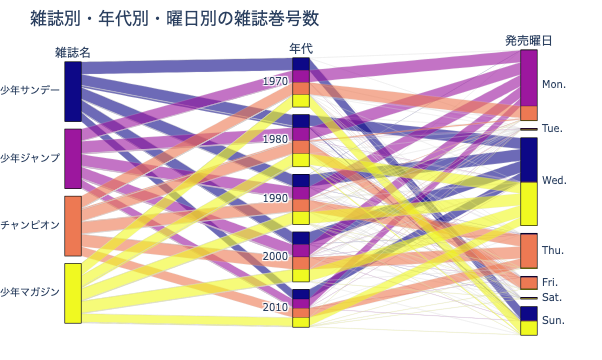 雑誌別・年代別・曜日別の雑誌巻号数
雑誌名
年代
発売曜日
少年サンデー
少年ジャンプ
チャンピオン
少年マガジン
1970
1980
1990
2000
2010
Mon.
Tue.
Wed.
Thu.
Fri.
Sat.
Sun.